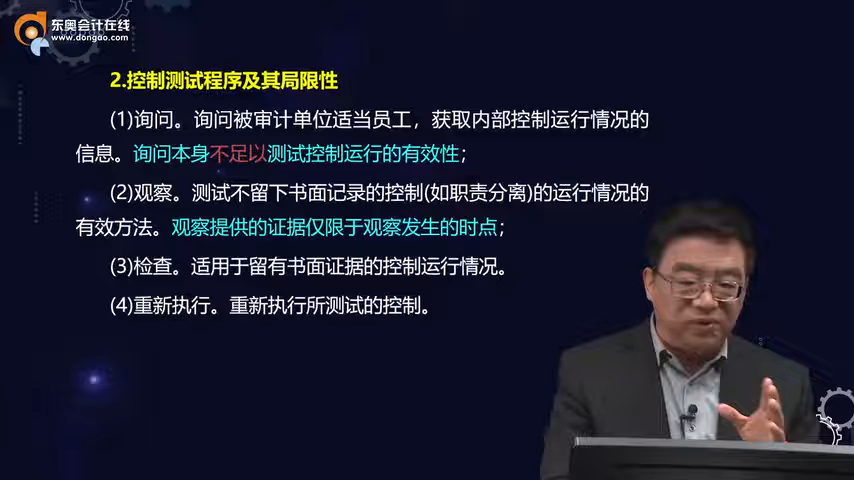 东奥会计在线
www.dongao.com
2.控制测试程序及其局限性
(1)询问。询问被审计单位适当员工，获取内部控制运行情况的
信息。询问本身不足以测试控制运行的有效性；
(2)观察。测试不留下书面记录的控制(如职责分离)的运行情况的
有效方法。观察提供的证据仅限于观察发生的时点；
(3)检查。适用于留有书面证据的控制运行情况。
(4)重新执行。重新执行所测试的控制。